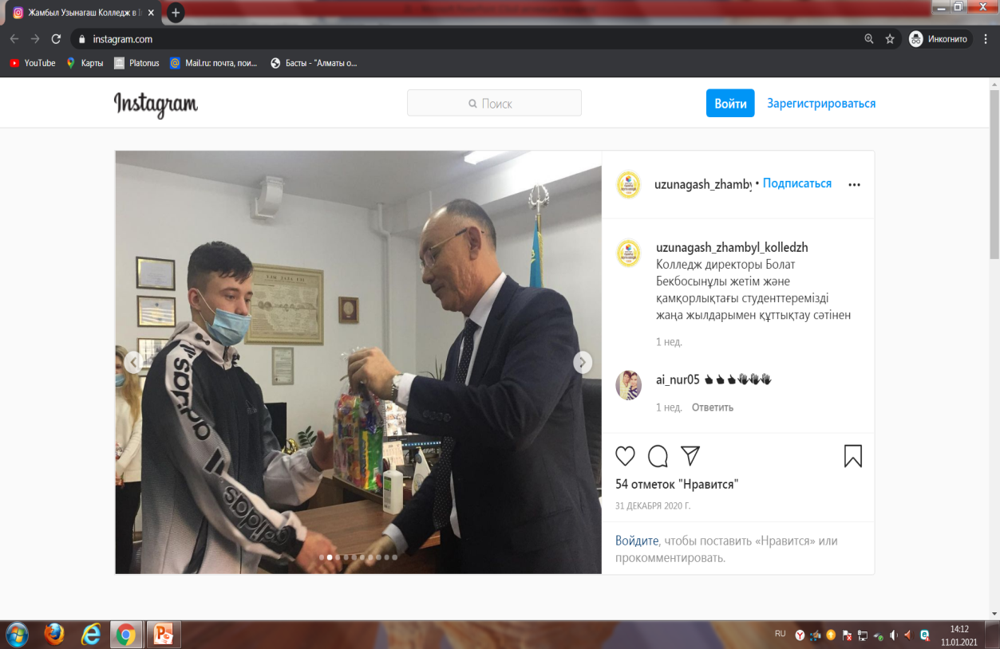 Жамбыл Узынагаш Колледж в I
instagram.com
Инкогнито
YouTube
Карты
Platonus
Mail.ru: почта, пои...
Басты - "Алматы о...
Instagram
Поиск
Войти
Зарегистрироваться
uzunagash_zhamby • Подписаться
uzunagash_zhambyl_kolledzh
Колледж директоры Болат
Бекбосынұлы жетім және
қамқорлықтағы студенттеремізді
жаңа жылдарымен құттықтау сәтінен
1 нед.
ai_nur05 👍👍👍👋👋👋
1 нед. Ответить
54 отметок "Нравится"
31 ДЕКАБРЯ 2020 Г.
Войдите, чтобы поставить «Нравится» или
прокомментировать.
adidas
adidas
RU
14:12
11.01.2021